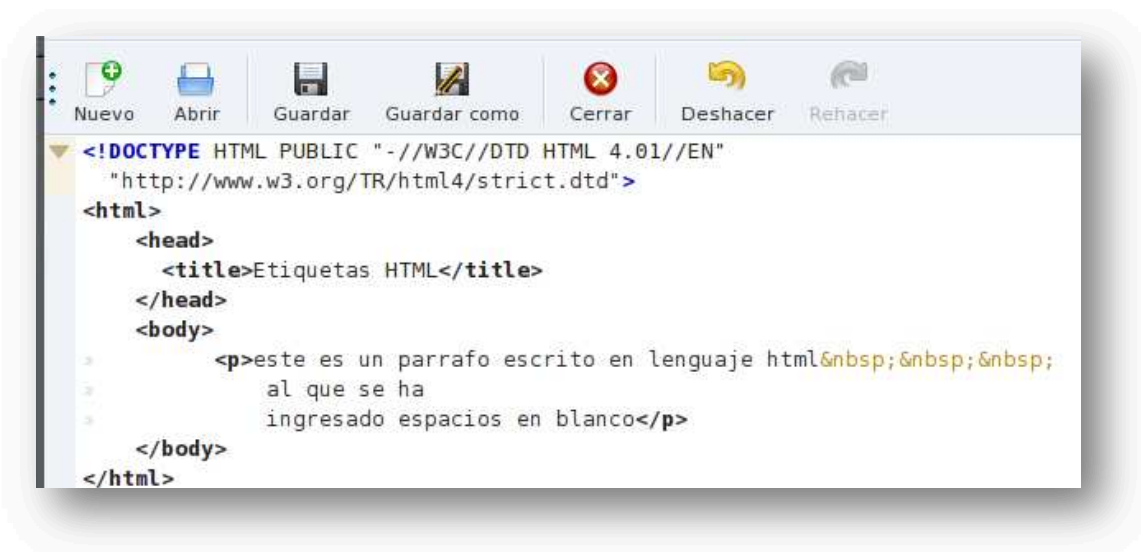 Nuevo Abrir Guardar Guardar como Cerrar Deshacer Rehacer
<!DOCTYPE HTML PUBLIC "-//W3C//DTD HTML 4.01//EN"
"http://www.w3.org/TR/html4/strict.dtd">
<html>
<head>
<title>Etiquetas HTML</title>
</head>
<body>
<p>este es un parrafo escrito en lenguaje html&nbsp;&nbsp;&nbsp;
al que se ha
ingresado espacios en blanco</p>
</body>
</html>